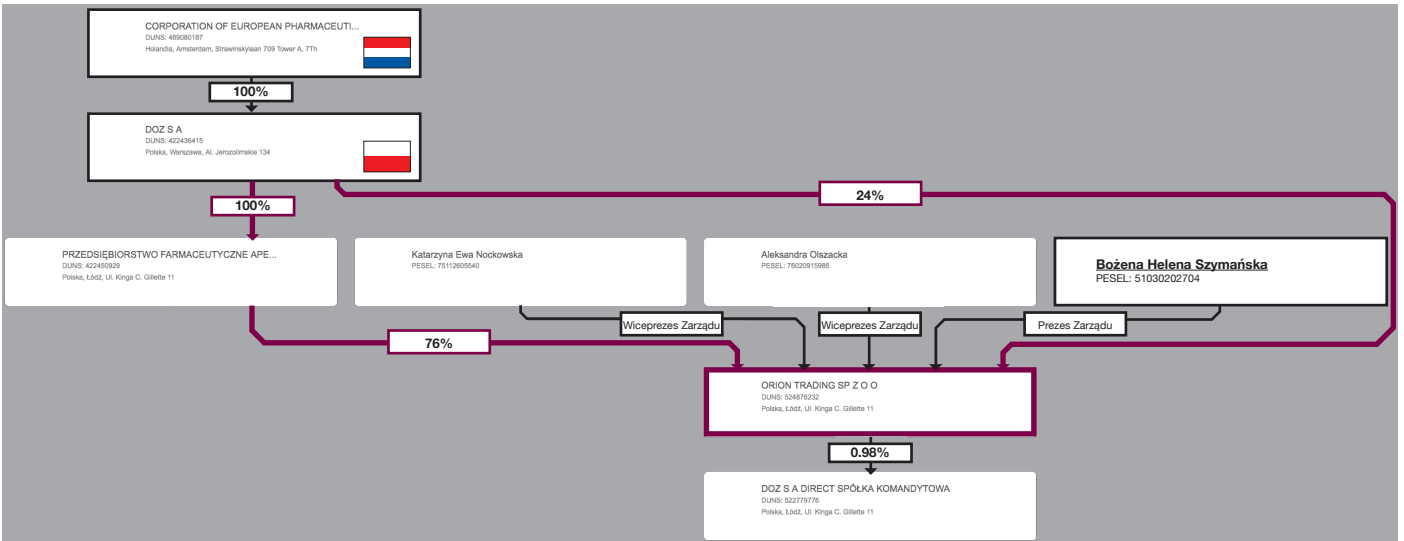 CORPORATION OF EUROPEAN PHARMACEUTI...
DUNS: 489080187
Holandia, Amsterdam, Strawinskylaan 709 Tower A, 7Th
100%
DOZ S A
DUNS: 422436415
Polska, Warszawa, Al. Jerozolimskie 134
100%
24%
PRZEDSIĘBIORSTWO FARMACEUTYCZNE APE...
DUNS: 422450929
Polska, Łódź, Ul. Kinga C. Gillette 11
Katarzyna Ewa Nockowska
PESEL: 75112605540
Aleksandra Olszacka
PESEL: 76020915985
Bożena Helena Szymańska
PESEL: 51030202704
Wiceprezes Zarządu
Wiceprezes Zarządu
Prezes Zarządu
76%
ORION TRADING SP Z O O
DUNS: 524876232
Polska, Łódź, Ul. Kinga C. Gillette 11
0.98%
DOZ S A DIRECT SPÓŁKA KOMANDYTOWA
DUNS: 522779776
Polska, Łódź, Ul. Kinga C. Gillette 11